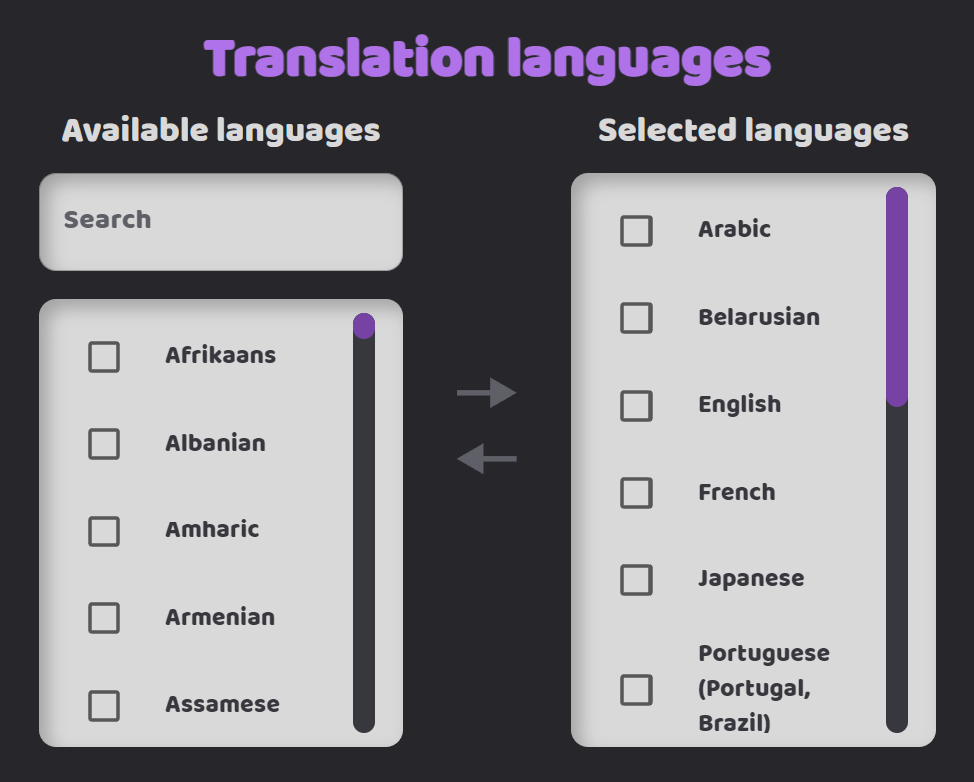 Translation languages
Available languages
Search
Afrikaans
Albanian
Amharic
Armenian
Assamese
Selected languages
Arabic
Belarusian
English
French
Japanese
Portuguese
(Portugal,
Brazil)